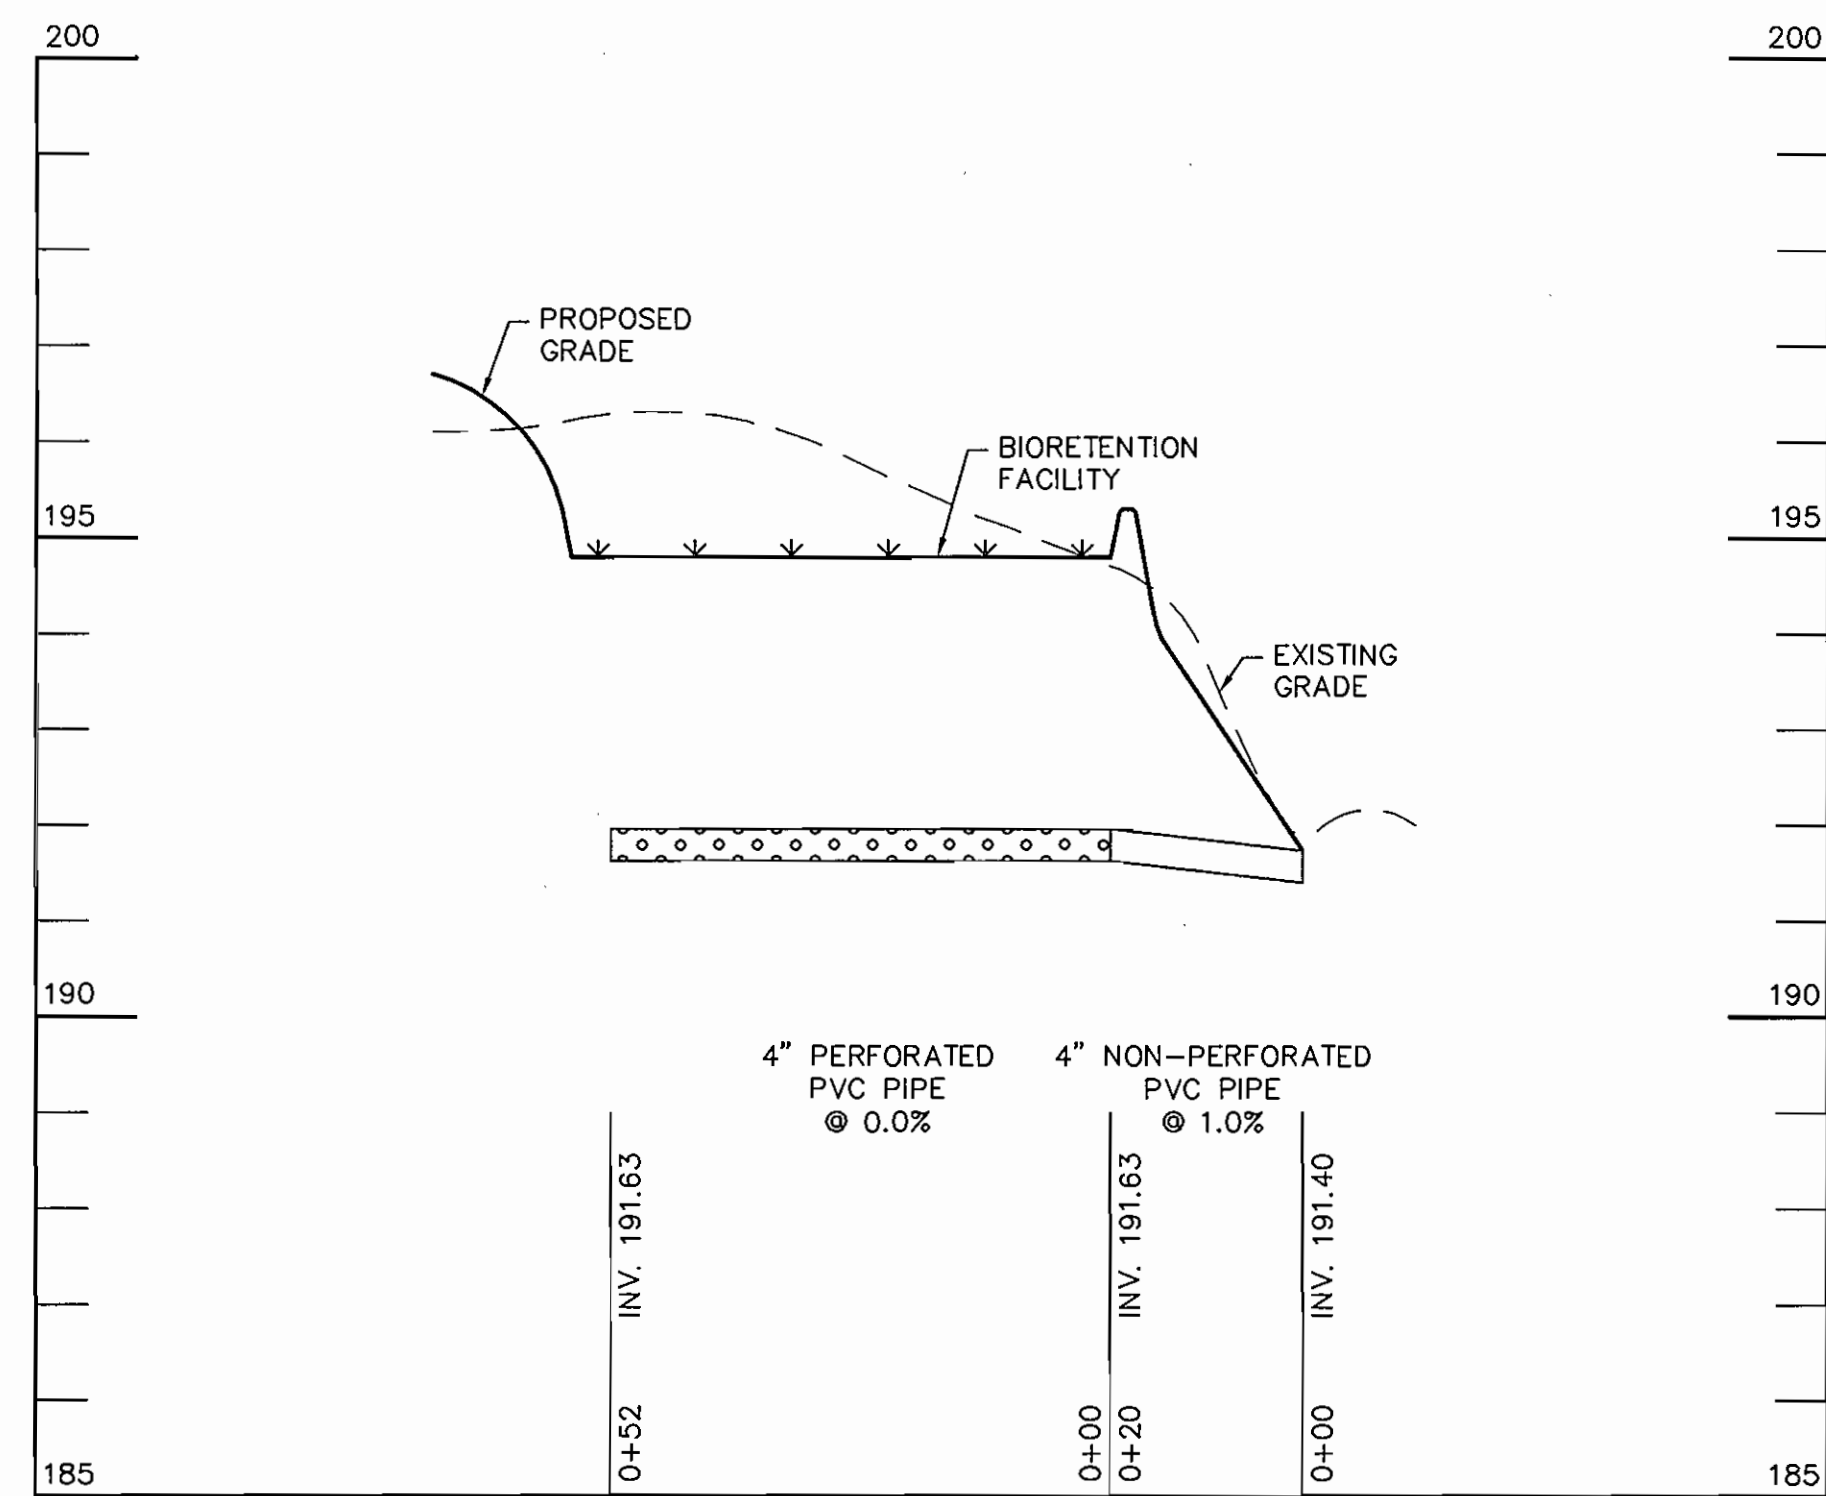 200
200
PROPOSED
GRADE
BIORETENTION
FACILITY
195
195
EXISTING
GRADE
190
190
4" PERFORATED
PVC PIPE
@ 0.0%
4" NON-PERFORATED
PVC PIPE
@ 1.0%
0+52 INV. 191.63
0+00
0+20 INV. 191.63
0+00 INV. 191.40
185
185